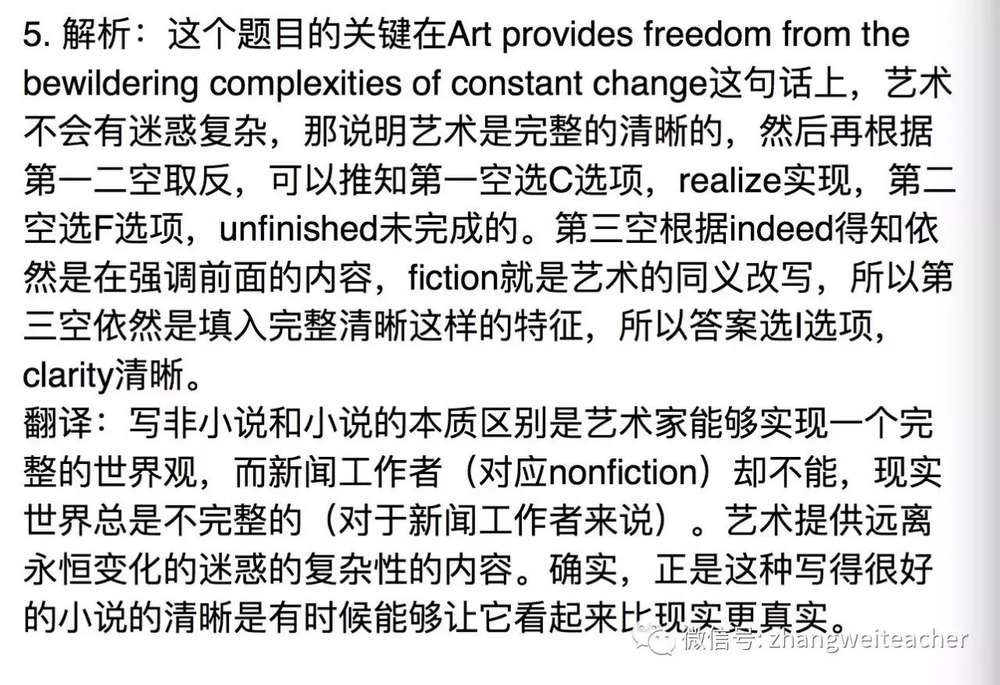 5. 解析：这个题目的关键在Art provides freedom from the
bewildering complexities of constant change这句话上，艺术
不会有迷惑复杂，那说明艺术是完整的清晰的，然后再根据
第一二空取反，可以推知第一空选C选项，realize实现，第二
空选F选项，unfinished未完成的。第三空根据indeed得知依
然是在强调前面的内容，fiction就是艺术的同义改写，所以第
三空依然是填入完整清晰这样的特征，所以答案选I选项，
clarity清晰。
翻译：写非小说和小说的本质区别是艺术家能够实现一个完
整的世界观，而新闻工作者（对应nonfiction）却不能，现实
世界总是不完整的（对于新闻工作者来说）。艺术提供远离
永恒变化的迷惑的复杂性的内容。确实，正是这种写得很好
的小说的清晰是有时候能够让它看起来比现实更真实。
微信号: zhangweiteacher